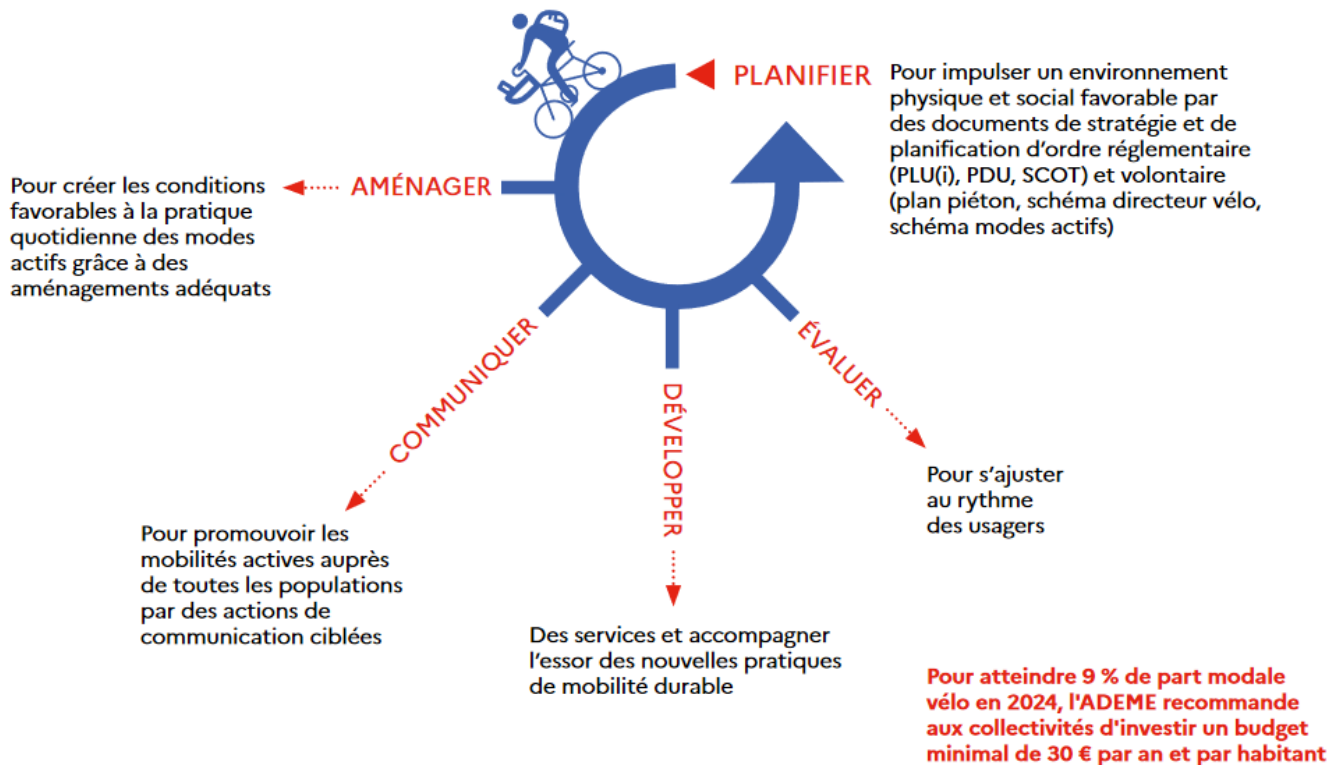 PLANIFIER
Pour impulser un environnement
physique et social favorable par
des documents de stratégie et de
planification d'ordre réglementaire
(PLU(i), PDU, SCOT) et volontaire
(plan piéton, schéma directeur vélo,
schéma modes actifs)
AMÉNAGER
Pour créer les conditions
favorables à la pratique
quotidienne des modes
actifs grâce à des
aménagements adéquats
COMMUNIQUER
Pour promouvoir les
mobilités actives auprès
de toutes les populations
par des actions de
communication ciblées
DÉVELOPPER
Des services et accompagner
l'essor des nouvelles pratiques
de mobilité durable
ÉVALUER
Pour s'ajuster
au rythme
des usagers
Pour atteindre 9 % de part modale
vélo en 2024, l'ADEME recommande
aux collectivités d'investir un budget
minimal de 30 € par an et par habitant